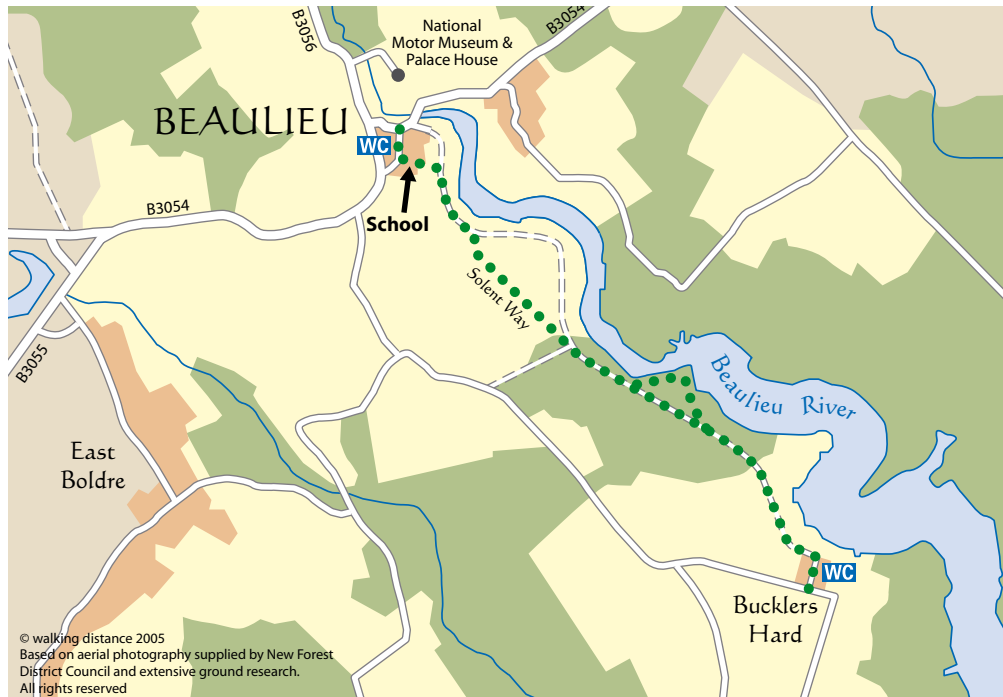 B3056
National
Motor Museum &
Palace House
B3054
BEAULIEU
WC
School
B3054
Solent Way
B3055
Beaulieu River
East
Boldre
WC
Bucklers
Hard
© walking distance 2005
Based on aerial photography supplied by New Forest
District Council and extensive ground research.
All rights reserved